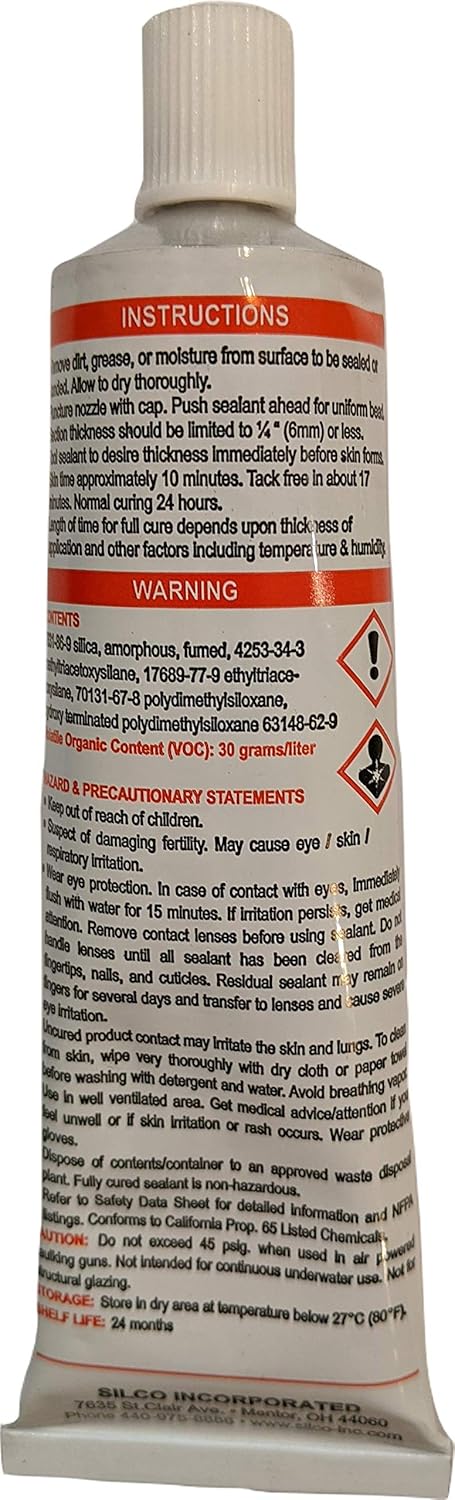 INSTRUCTIONS
dirt, grease, or moisture from surface to be sealed or
Allow to dry thoroughly.
nozzle with cap. Push sealant ahead for uniform bead.
thickness should be limited to ¼" (6mm) or less.
sealant to desire thickness immediately before skin forms.
time approximately 10 minutes. Tack free in about 17
Normal curing 24 hours.
of time for full cure depends upon thickness of
and other factors including temperature & humidity.
WARNING
CONTENTS
silica, amorphous, fumed, 4253-34-3
17689-77-9 ethyltriace-
70131-67-8 polydimethylsiloxane,
terminated polydimethylsiloxane 63148-62-9
Organic Content (VOC): 30 grams/liter
HAZARD & PRECAUTIONARY STATEMENTS
• Keep out of reach of children.
• Suspect of damaging fertility. May cause eye / skin /
respiratory irritation.
• Wear eye protection. In case of contact with eyes, immediately
flush with water for 15 minutes. If irritation persists, get medical
attention. Remove contact lenses before using sealant. Do not
handle lenses until all sealant has been cleared from the
fingertips, nails, and cuticles. Residual sealant may remain on
fingers for several days and transfer to lenses and cause severe
eye irritation.
Uncured product contact may irritate the skin and lungs. To clean
from skin, wipe very thoroughly with dry cloth or paper towel
before washing with detergent and water. Avoid breathing vapor.
Use in well ventilated area. Get medical advice/attention if you
feel unwell or if skin irritation or rash occurs. Wear protective
gloves.
Dispose of contents/container to an approved waste disposal
plant. Fully cured sealant is non-hazardous.
Refer to Safety Data Sheet for detailed information and NFPA
listings. Conforms to California Prop. 65 Listed Chemicals.
CAUTION: Do not exceed 45 psig. when used in air powered
caulking guns. Not intended for continuous underwater use. Not for
structural glazing.
STORAGE: Store in dry area at temperature below 27°C (80°F).
SHELF LIFE: 24 months
SILCO INCORPORATED
7635 St.Clair Ave. • Mentor, OH 44060
Phone 440-975-8886 • www.silco-inc.com